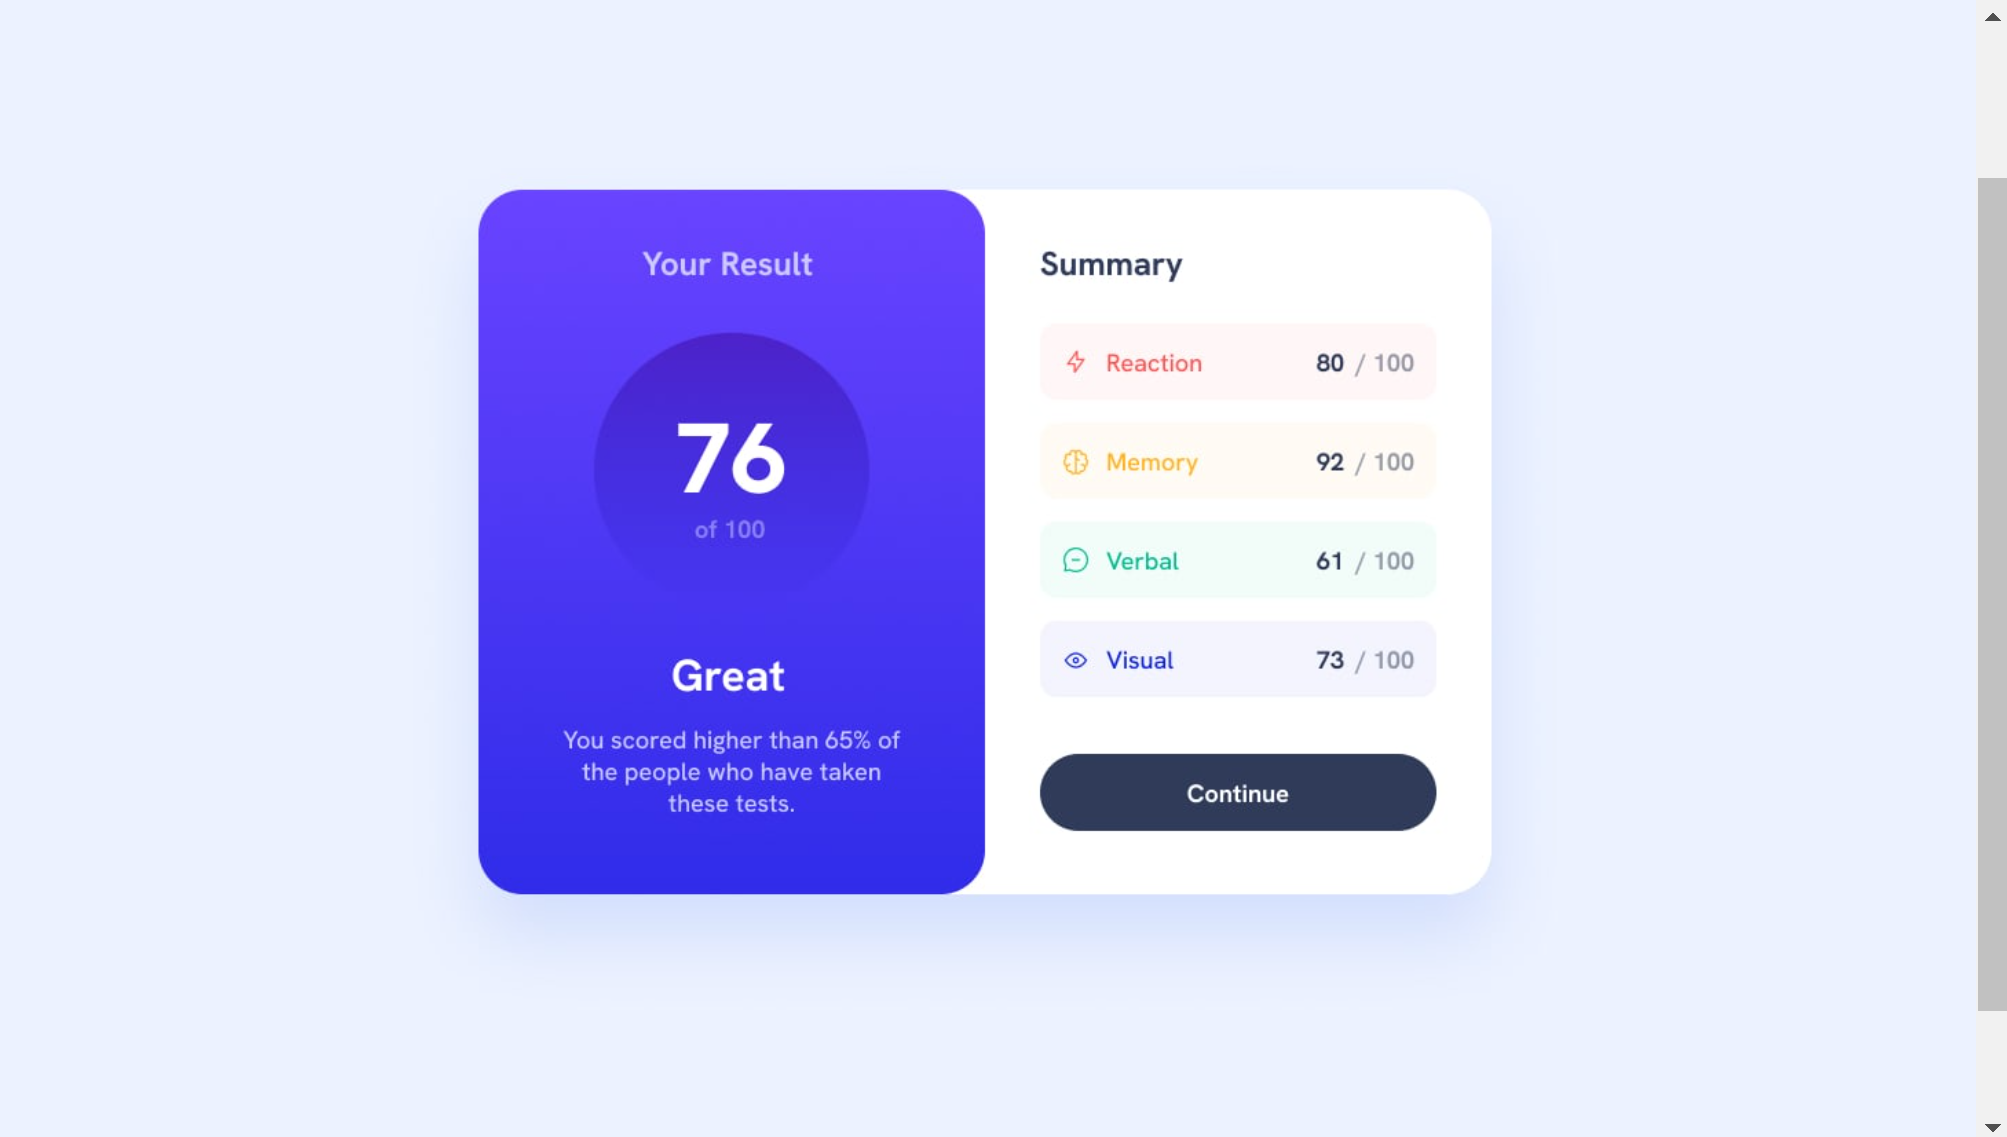 Your Result
76
of 100
Great
You scored higher than 65% of
the people who have taken
these tests.
Summary
Reaction 80 / 100
Memory 92 / 100
Verbal 61 / 100
Visual 73 / 100
Continue